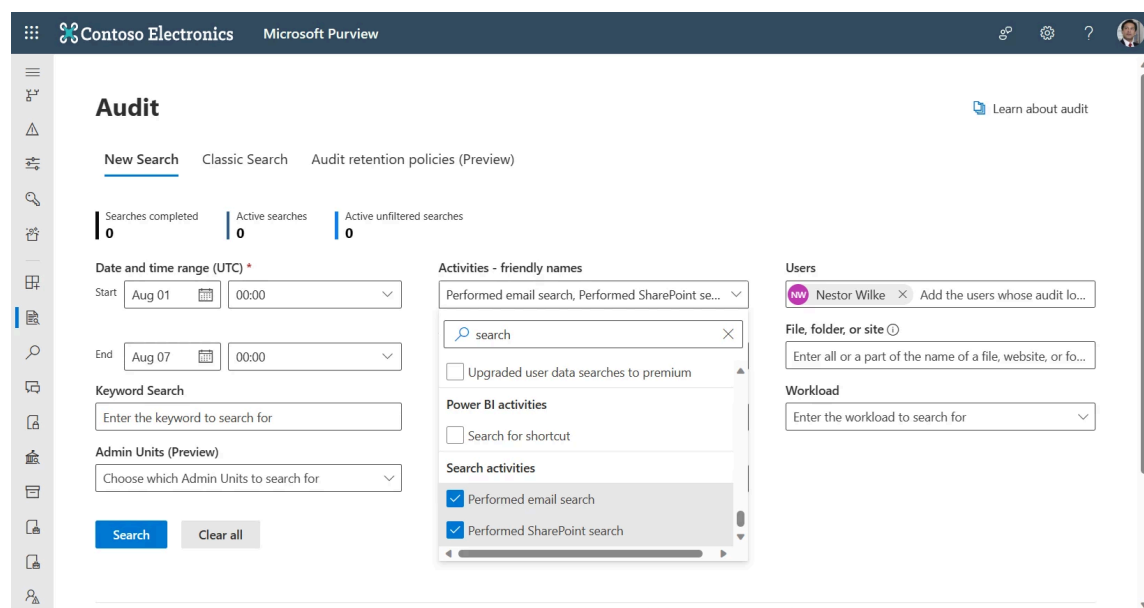 Contoso Electronics Microsoft Purview ?
Audit
Learn about audit
New Search Classic Search Audit retention policies (Preview)
Searches completed Active searches Active unfiltered searches
0 0 0
Date and time range (UTC) * Activities - friendly names Users
Start Aug 01 00:00 Performed email search, Performed SharePoint se... NW Nestor Wilke Add the users whose audit lo...
search
File, folder, or site
End Aug 07 00:00 Enter all or a part of the name of a file, website, or fo...
Upgraded user data searches to premium
Keyword Search Workload
Power BI activities
Enter the keyword to search for Enter the workload to search for
Search for shortcut
Admin Units (Preview)
Search activities
Choose which Admin Units to search for
Performed email search
Performed SharePoint search
Search Clear all